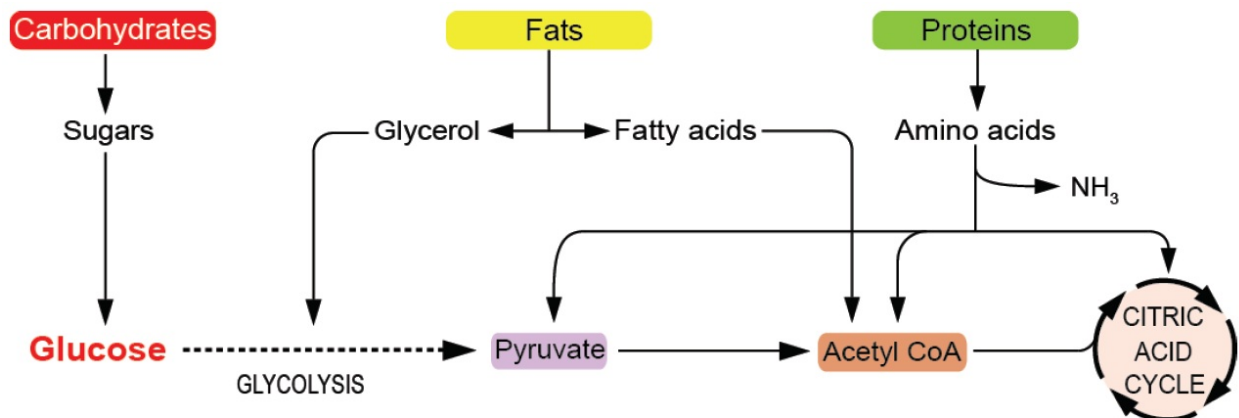 Carbohydrates
Fats
Proteins
Sugars
Glycerol
Fatty acids
Amino acids
NH₃
Glucose
GLYCOLYSIS
Pyruvate
Acetyl CoA
CITRIC
ACID
CYCLE